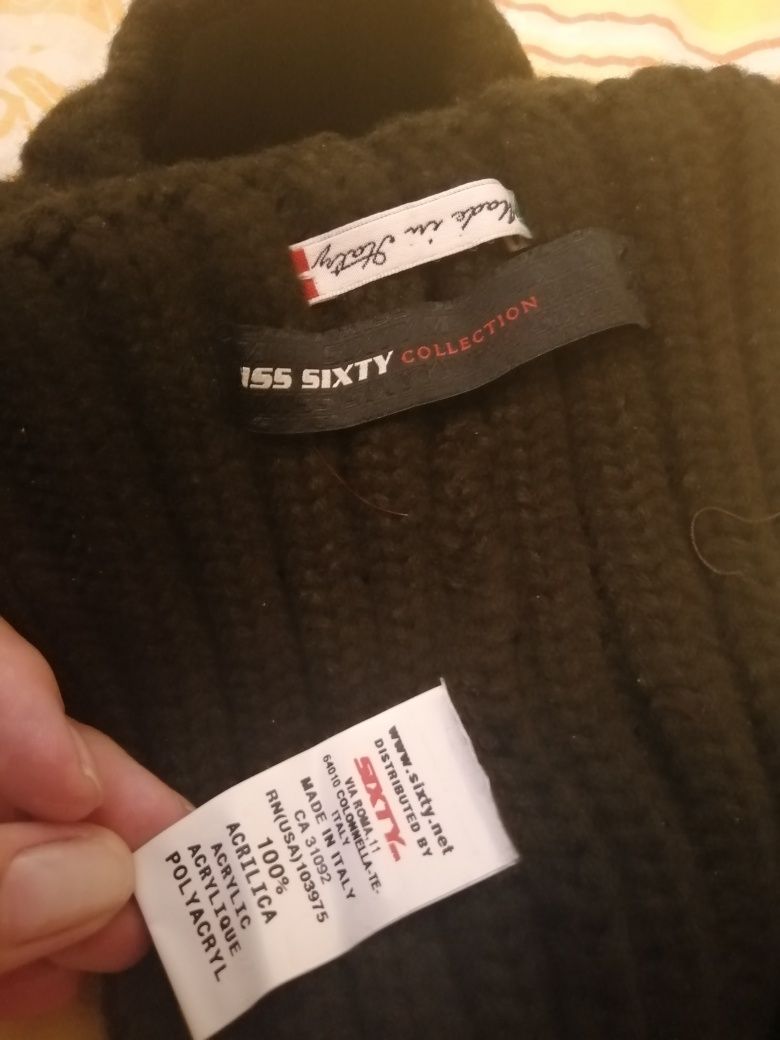 Made in Italy
ISS SIXTY COLLECTION
www.sixty.net
DISTRIBUTED BY
SIXTY
VIA ROMA, 11
64010 COLONNELLA-TE-
ITALY
MADE IN ITALY
CA 31092
RN(USA)103975
100%
ACRILICA
ACRYLIC
ACRYLIQUE
POLYACRYL